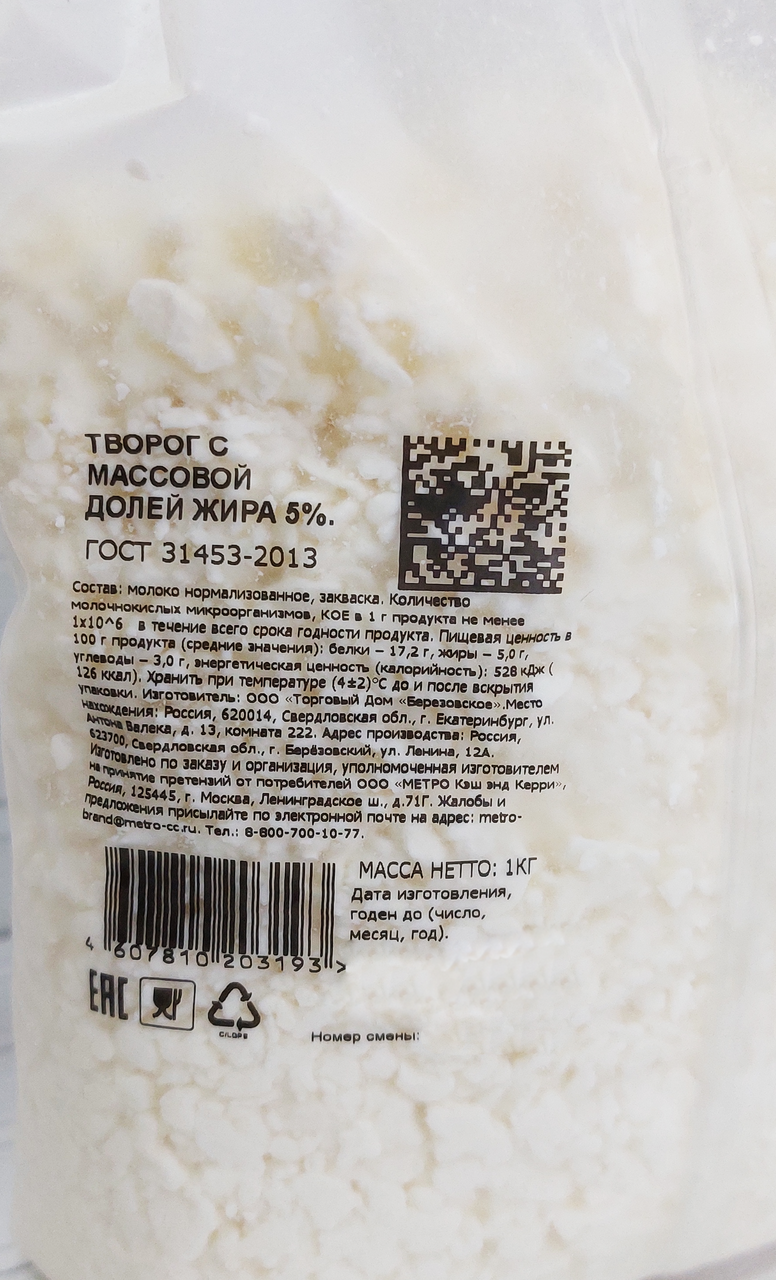 ТВОРОГ С
МАССОВОЙ
ДОЛЕЙ ЖИРА 5%.
ГОСТ 31453-2013
Состав: молоко нормализованное, закваска. Количество
молочнокислых микроорганизмов, КОЕ в 1 г продукта не менее
1х10^6 в течение всего срока годности продукта. Пищевая ценность в
100 г продукта (средние значения): белки – 17,2 г, жиры – 5,0 г,
углеводы – 3,0 г, энергетическая ценность (калорийность): 528 кДж (
126 ккал). Хранить при температуре (4±2)°С до и после вскрытия
упаковки. Изготовитель: ООО «Торговый Дом «Березовское».Место
нахождения: Россия, 620014, Свердловская обл., г. Екатеринбург, ул.
Антона Валека, д. 13, комната 222. Адрес производства: Россия,
623700, Свердловская обл., г. Берёзовский, ул. Ленина, 12А.
Изготовлено по заказу и организация, уполномоченная изготовителем
на принятие претензий от потребителей ООО «МЕТРО Кэш энд Керри»,
Россия, 125445, г. Москва, Ленинградское ш., д.71Г. Жалобы и
предложения присылайте по электронной почте на адрес: metro-
brand@metro-cc.ru. Тел.: 8-800-700-10-77.
МАССА НЕТТО: 1КГ
Дата изготовления,
годен до (число,
месяц, год).
4 607810 203193 >
ЕАС
C/LDPE
Номер смены: